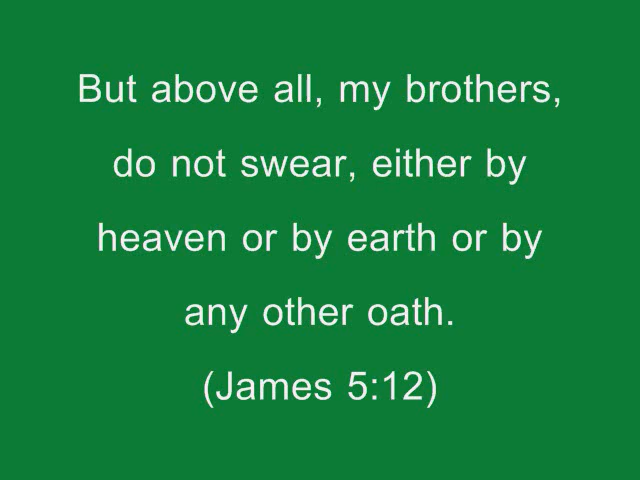 But above all, my brothers,
do not swear, either by
heaven or by earth or by
any other oath.
(James 5:12)